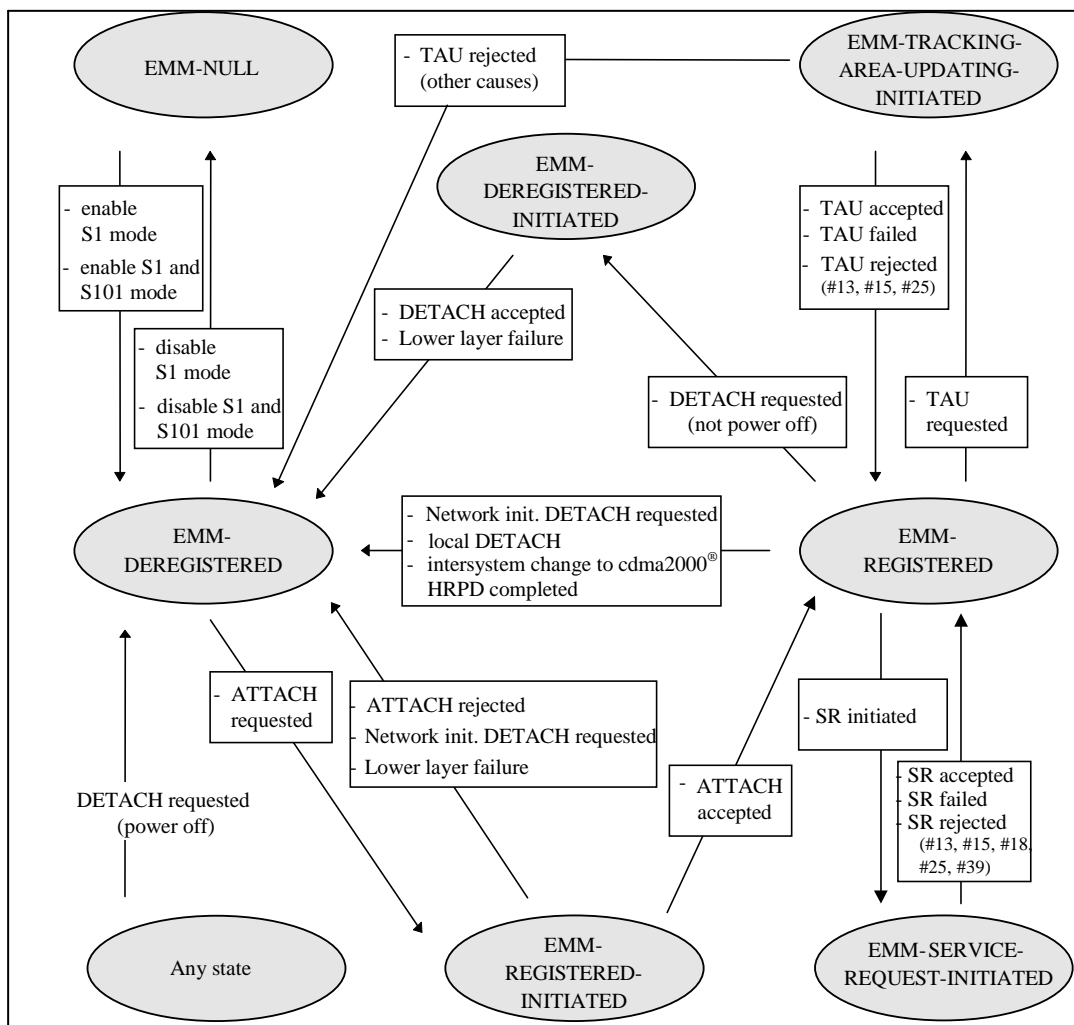 EMM-NULL
- TAU rejected
(other causes)
EMM-TRACKING-
AREA-UPDATING-
INITIATED
EMM-
DEREGISTERED-
INITIATED
- enable
S1 mode
- enable S1 and
S101 mode
- disable
S1 mode
- disable S1 and
S101 mode
- DETACH accepted
- Lower layer failure
- TAU accepted
- TAU failed
- TAU rejected
(#13, #15, #25)
- DETACH requested
(not power off)
- TAU
requested
EMM-
DEREGISTERED
- Network init. DETACH requested
- local DETACH
- intersystem change to cdma2000®
HRPD completed
EMM-
REGISTERED
- ATTACH
requested
- ATTACH rejected
- Network init. DETACH requested
- Lower layer failure
- SR initiated
DETACH requested
(power off)
- ATTACH
accepted
- SR accepted
- SR failed
- SR rejected
(#13, #15, #18,
#25, #39)
Any state
EMM-
REGISTERED-
INITIATED
EMM-SERVICE-
REQUEST-INITIATED